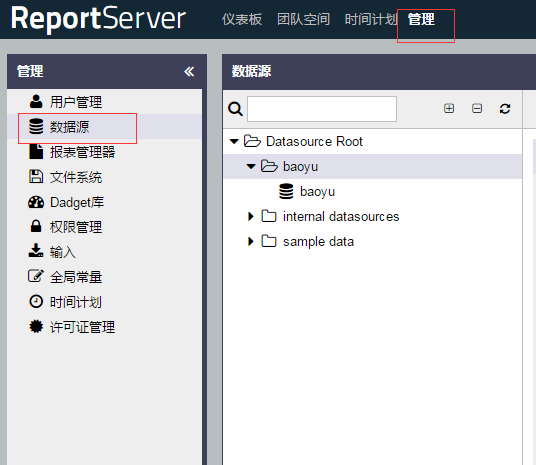 ReportServer 仪表板 团队空间 时间计划 管理
管理
用户管理
数据源
报表管理器
文件系统
Dadget库
权限管理
输入
全局常量
时间计划
许可证管理
数据源
Datasource Root
baoyu
baoyu
internal datasources
sample data